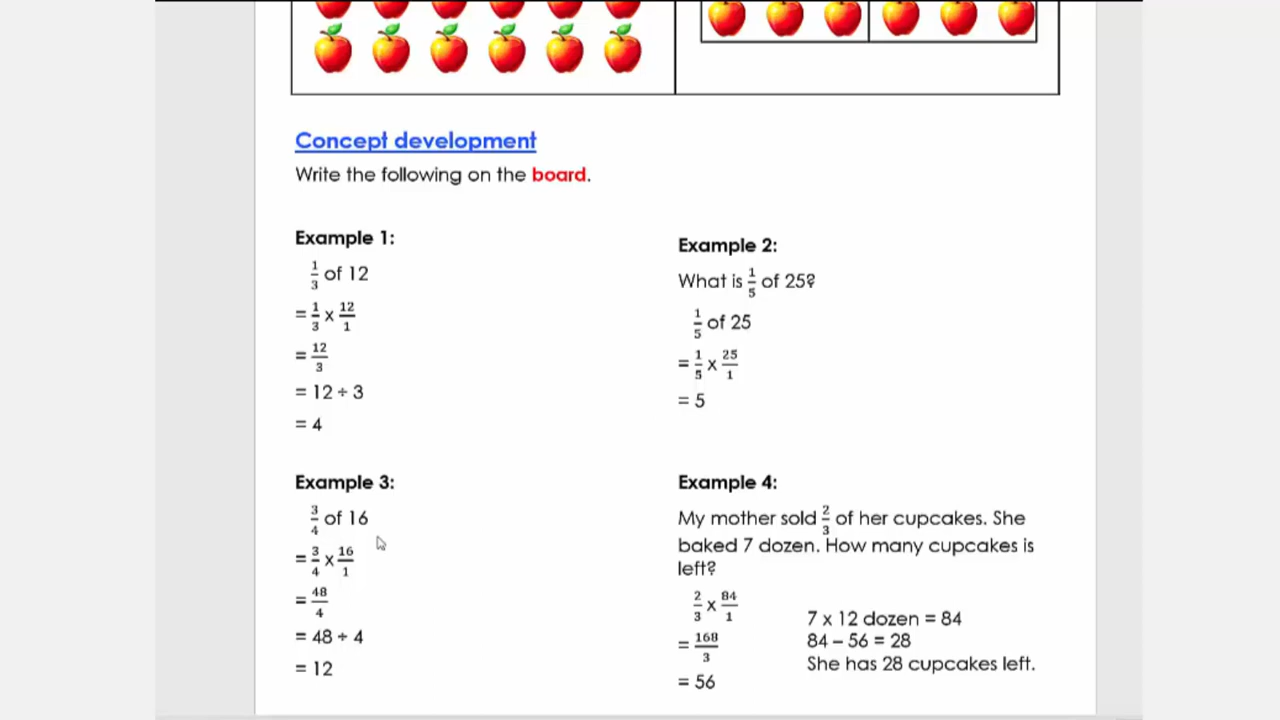 Concept development
Write the following on the board.
Example 1:
1/3 of 12
= 1/3 x 12/1
= 12/3
= 12 ÷ 3
= 4
Example 2:
What is 1/5 of 25?
1/5 of 25
= 1/5 x 25/1
= 5
Example 3:
3/4 of 16
= 3/4 x 16/1
= 48/4
= 48 ÷ 4
= 12
Example 4:
My mother sold 2/3 of her cupcakes. She
baked 7 dozen. How many cupcakes is
left?
2/3 x 84/1
= 168/3
= 56
7 x 12 dozen = 84
84 – 56 = 28
She has 28 cupcakes left.